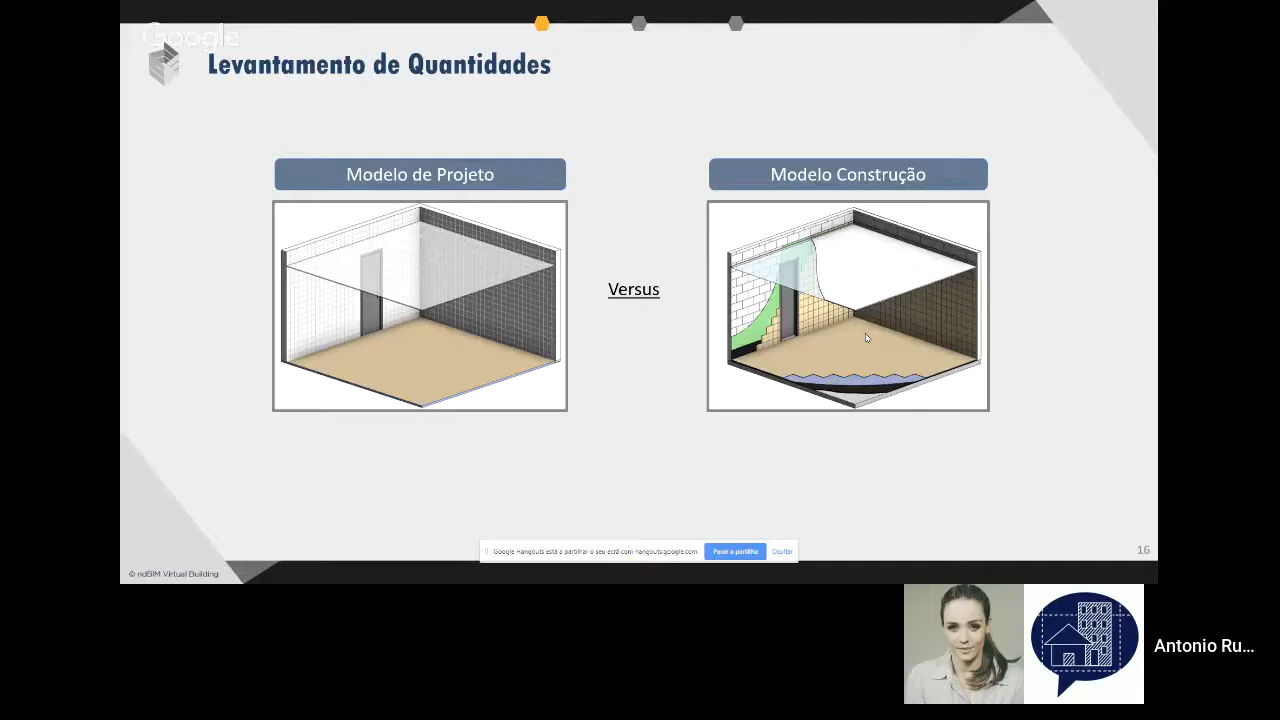 Google
Levantamento de Quantidades
Modelo de Projeto
Modelo Construção
Versus
Google Hangouts está a partilhar o seu ecrã com hangouts.google.com.
Parar a partilha
Ocultar
16
© ndBIM Virtual Building
Antonio Ru...